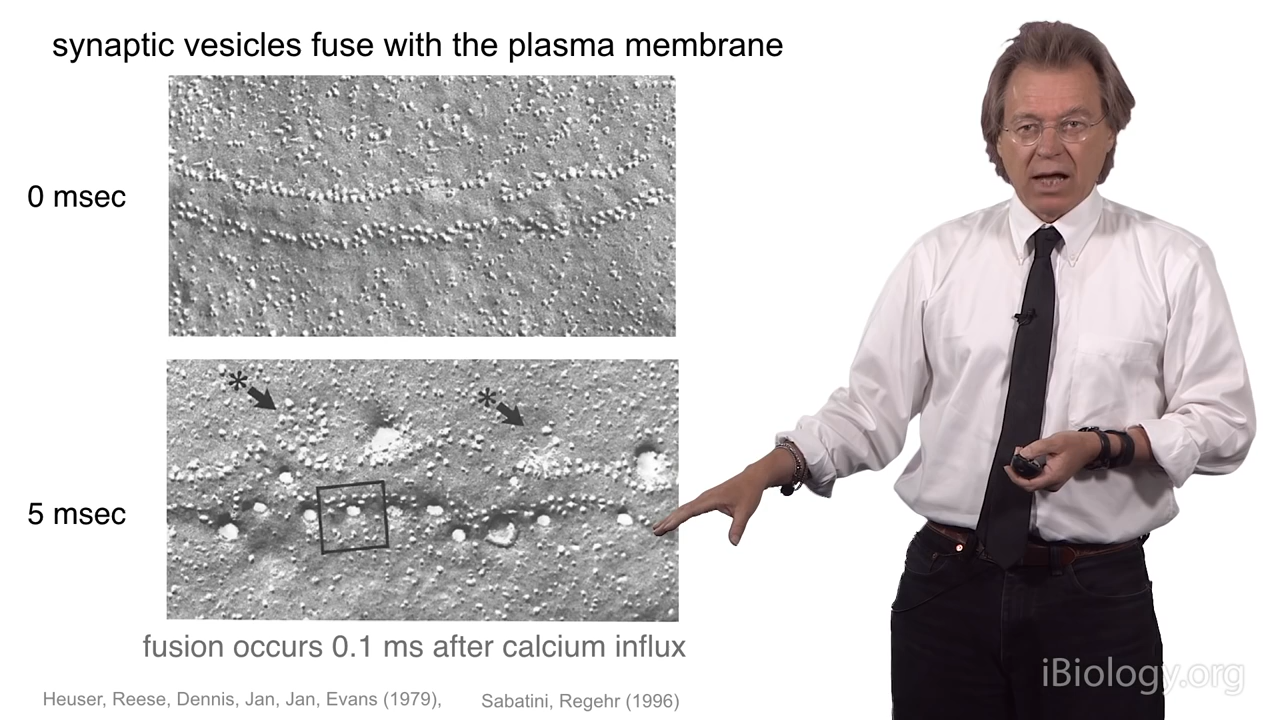 synaptic vesicles fuse with the plasma membrane
0 msec
*
*
5 msec
fusion occurs 0.1 ms after calcium influx
Heuser, Reese, Dennis, Jan, Jan, Evans (1979), Sabatini, Regehr (1996)
iBiology.org